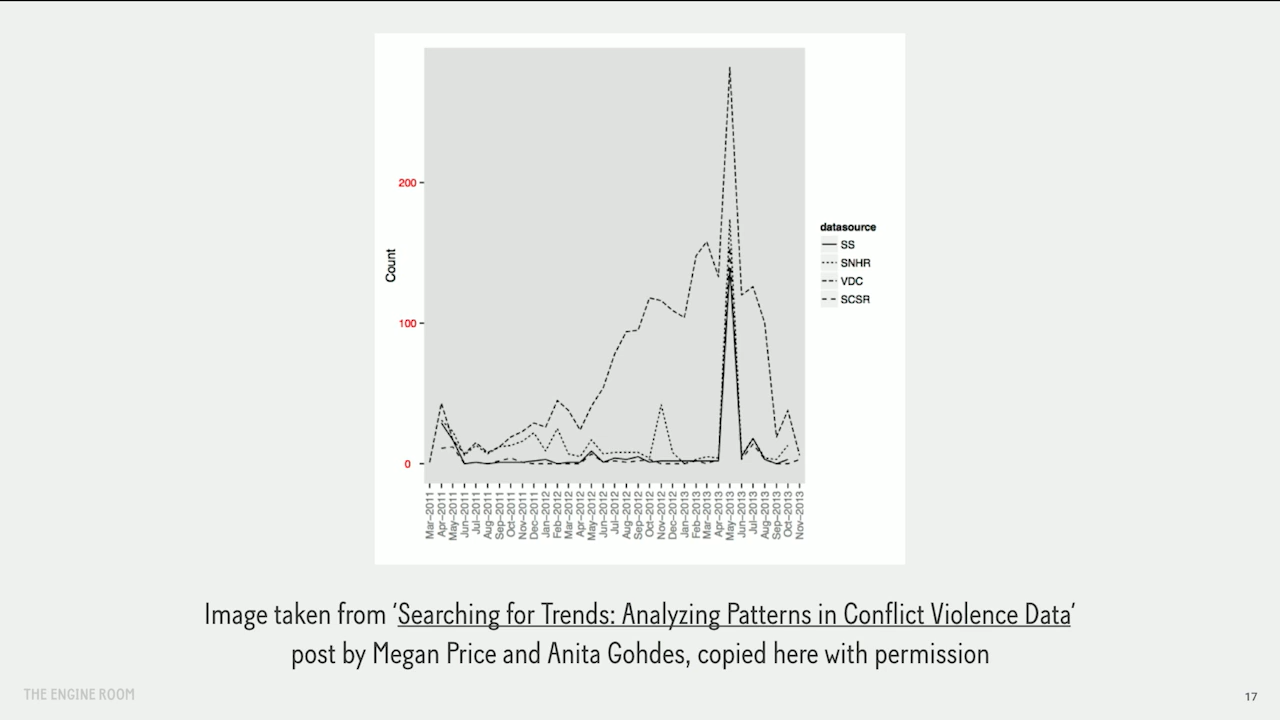 200
100
0
Count
datasource
SS
SNHR
VDC
SCSR
Mar-2011
Apr-2011
May-2011
Jun-2011
Jul-2011
Aug-2011
Sep-2011
Oct-2011
Nov-2011
Dec-2011
Jan-2012
Feb-2012
Mar-2012
Apr-2012
May-2012
Jun-2012
Jul-2012
Aug-2012
Sep-2012
Oct-2012
Nov-2012
Dec-2012
Jan-2013
Feb-2013
Mar-2013
Apr-2013
May-2013
Jun-2013
Jul-2013
Aug-2013
Sep-2013
Oct-2013
Nov-2013
Image taken from ‘Searching for Trends: Analyzing Patterns in Conflict Violence Data’
post by Megan Price and Anita Gohdes, copied here with permission
THE ENGINE ROOM
17